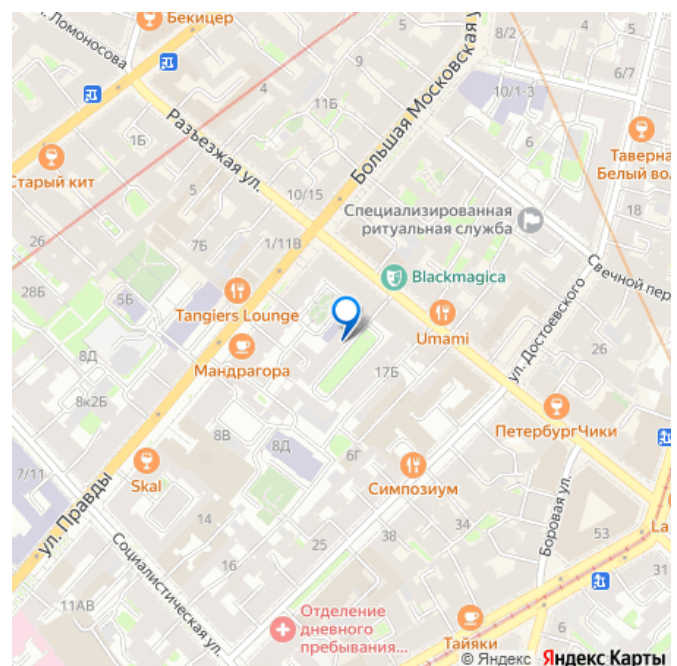 Бекицер
ул. Ломоносова
8/2
4
9
11Б
10/1-3
6/7
Большая Московская у
1Б
Разъезжая ул.
Таверна
Белый вол
Старый кит
5
10/15
Специализированная
ритуальная служба
18
26
7Б
1/11В
Свечной пер
28Б
5Б
Blackmagica
Tangiers Lounge
Umami
ул. Достоевского
26
8Д
Мандрагора
17Б
8к2Б
8В
8Д
6Г
ПетербургЧики
7/11
Skal
Симпозиум
ул. Правды
La
14
34
Боровая ул.
53
38
25
16
Социалистическая ул.
31
11АВ
6
Отделение
дневного
пребывания...
Тайяки
4
© Яндекс Яндекс Карты